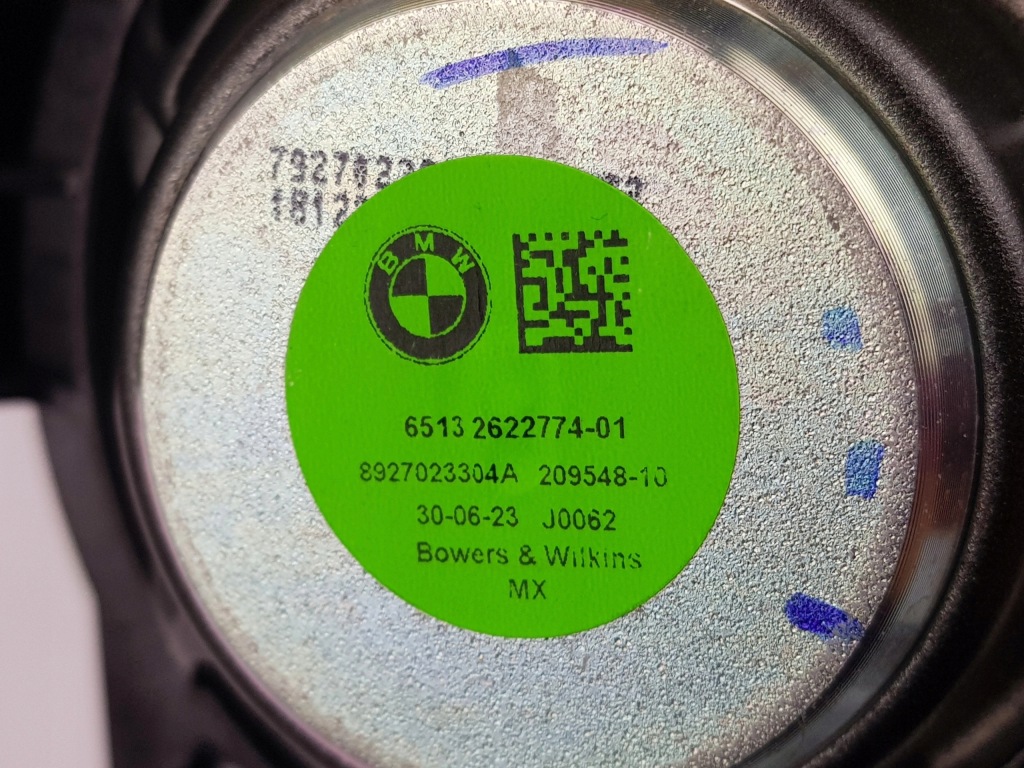 BMW
6513 2622774-01
8927023304A 209548-10
30-06-23 J0062
Bowers & Wilkins
MX